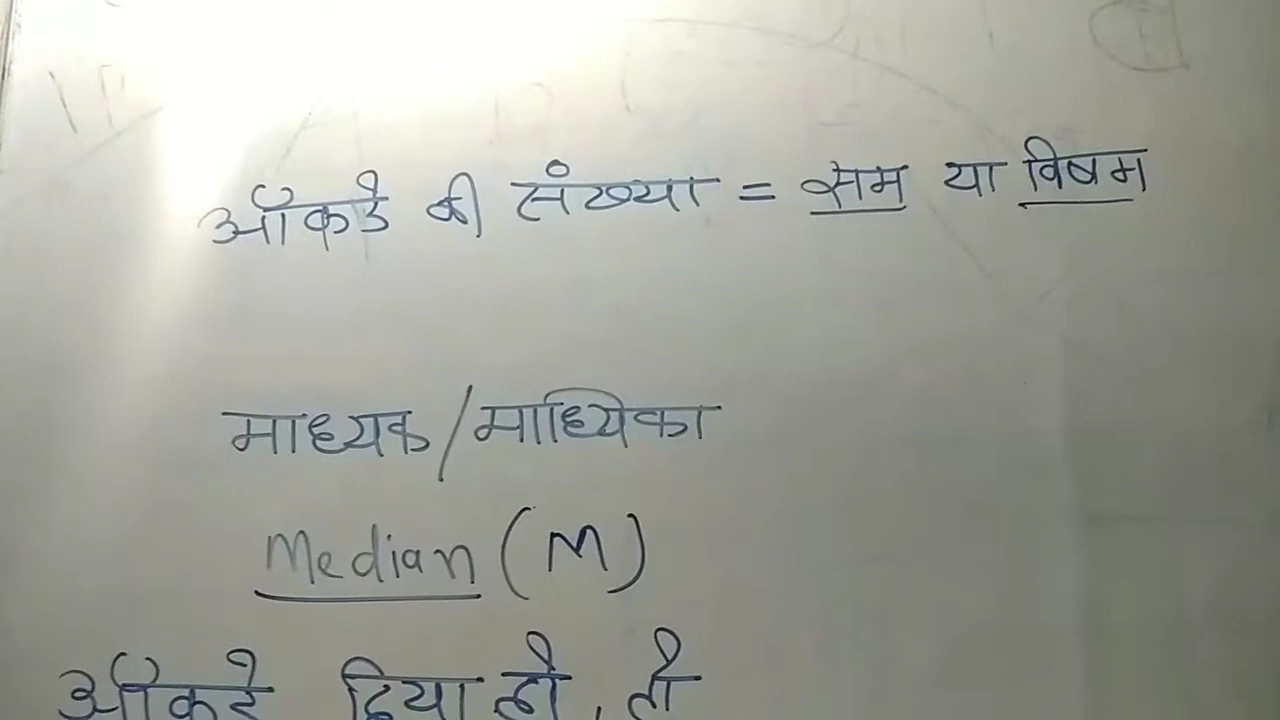 आँकडे की संख्या = सम या विषम
माध्यक/माध्यिका
Median (M)
आँकडे दिया हो, तो